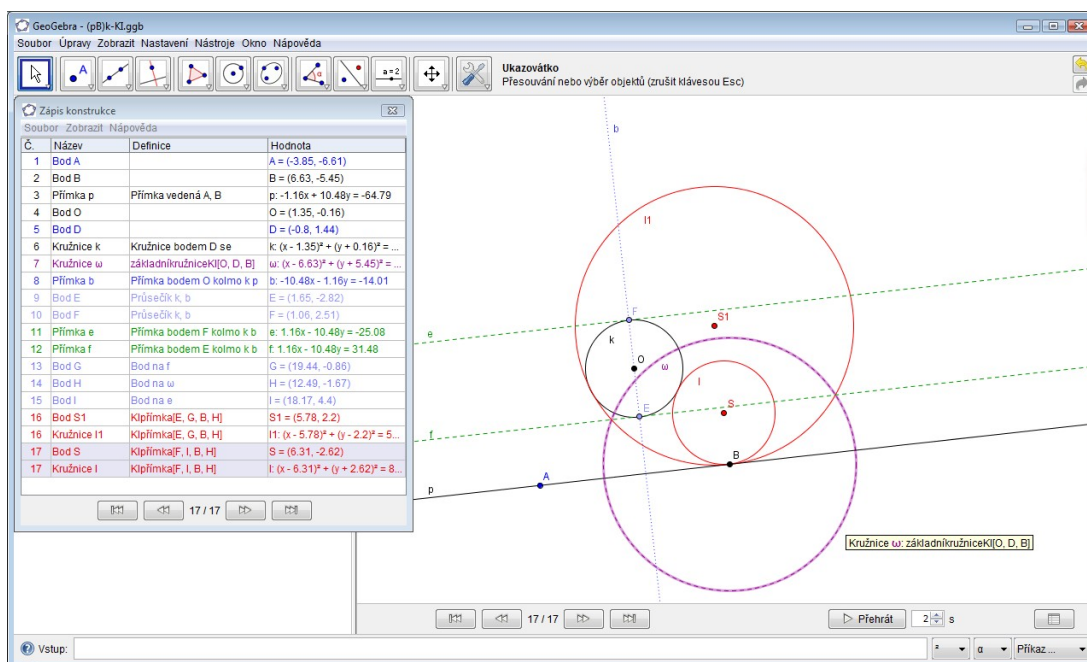 GeoGebra - (pB)k-KI.ggb
Soubor Úpravy Zobrazit Nastavení Nástroje Okno Nápověda
A
α
a=2
Ukazovátko
Přesouvání nebo výběr objektů (zrušit klávesou Esc)
Zápis konstrukce
Soubor Zobrazit Nápověda
Č. Název Definice Hodnota
1 Bod A A = (-3.85, -6.61)
2 Bod B B = (6.63, -5.45)
3 Přímka p Přímka vedená A, B p: -1.16x + 10.48y = -64.79
4 Bod O O = (1.35, -0.16)
5 Bod D D = (-0.8, 1.44)
6 Kružnice k Kružnice bodem D se k: (x - 1.35)² + (y + 0.16)² = ...
7 Kružnice ω základníkružniceKI[O, D, B] ω: (x - 6.63)² + (y + 5.45)² = ...
8 Přímka b Přímka bodem O kolmo k p b: -10.48x - 1.16y = -14.01
9 Bod E Průsečík k, b E = (1.65, -2.82)
10 Bod F Průsečík k, b F = (1.06, 2.51)
11 Přímka e Přímka bodem F kolmo k b e: 1.16x - 10.48y = -25.08
12 Přímka f Přímka bodem E kolmo k b f: 1.16x - 10.48y = 31.48
13 Bod G Bod na f G = (19.44, -0.86)
14 Bod H Bod na ω H = (12.49, -1.67)
15 Bod I Bod na e I = (18.17, 4.4)
16 Bod S1 KIpřímka[E, G, B, H] S1 = (5.78, 2.2)
16 Kružnice l1 KIpřímka[E, G, B, H] l1: (x - 5.78)² + (y - 2.2)² = 5...
17 Bod S KIpřímka[F, I, B, H] S = (6.31, -2.62)
17 Kružnice l KIpřímka[F, I, B, H] l: (x - 6.31)² + (y + 2.62)² = 8...
17 / 17
b
l1
F
S1
e
k
O
ω
l
S
E
f
B
A
p
Kružnice ω: základníkružniceKI[O, D, B]
17 / 17
Přehrát 2 s
Vstup: ² α Příkaz ...